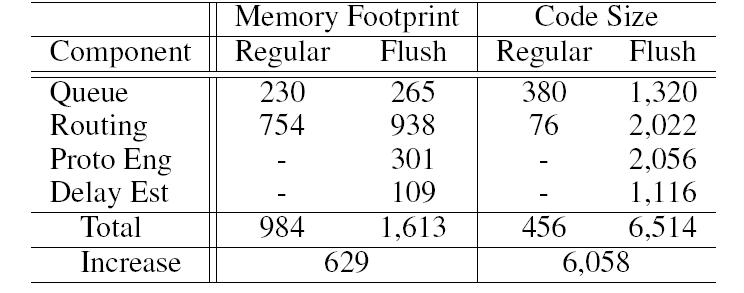 Memory Footprint Code Size
Component Regular Flush Regular Flush
Queue 230 265 380 1,320
Routing 754 938 76 2,022
Proto Eng - 301 - 2,056
Delay Est - 109 - 1,116
Total 984 1,613 456 6,514
Increase 629 6,058